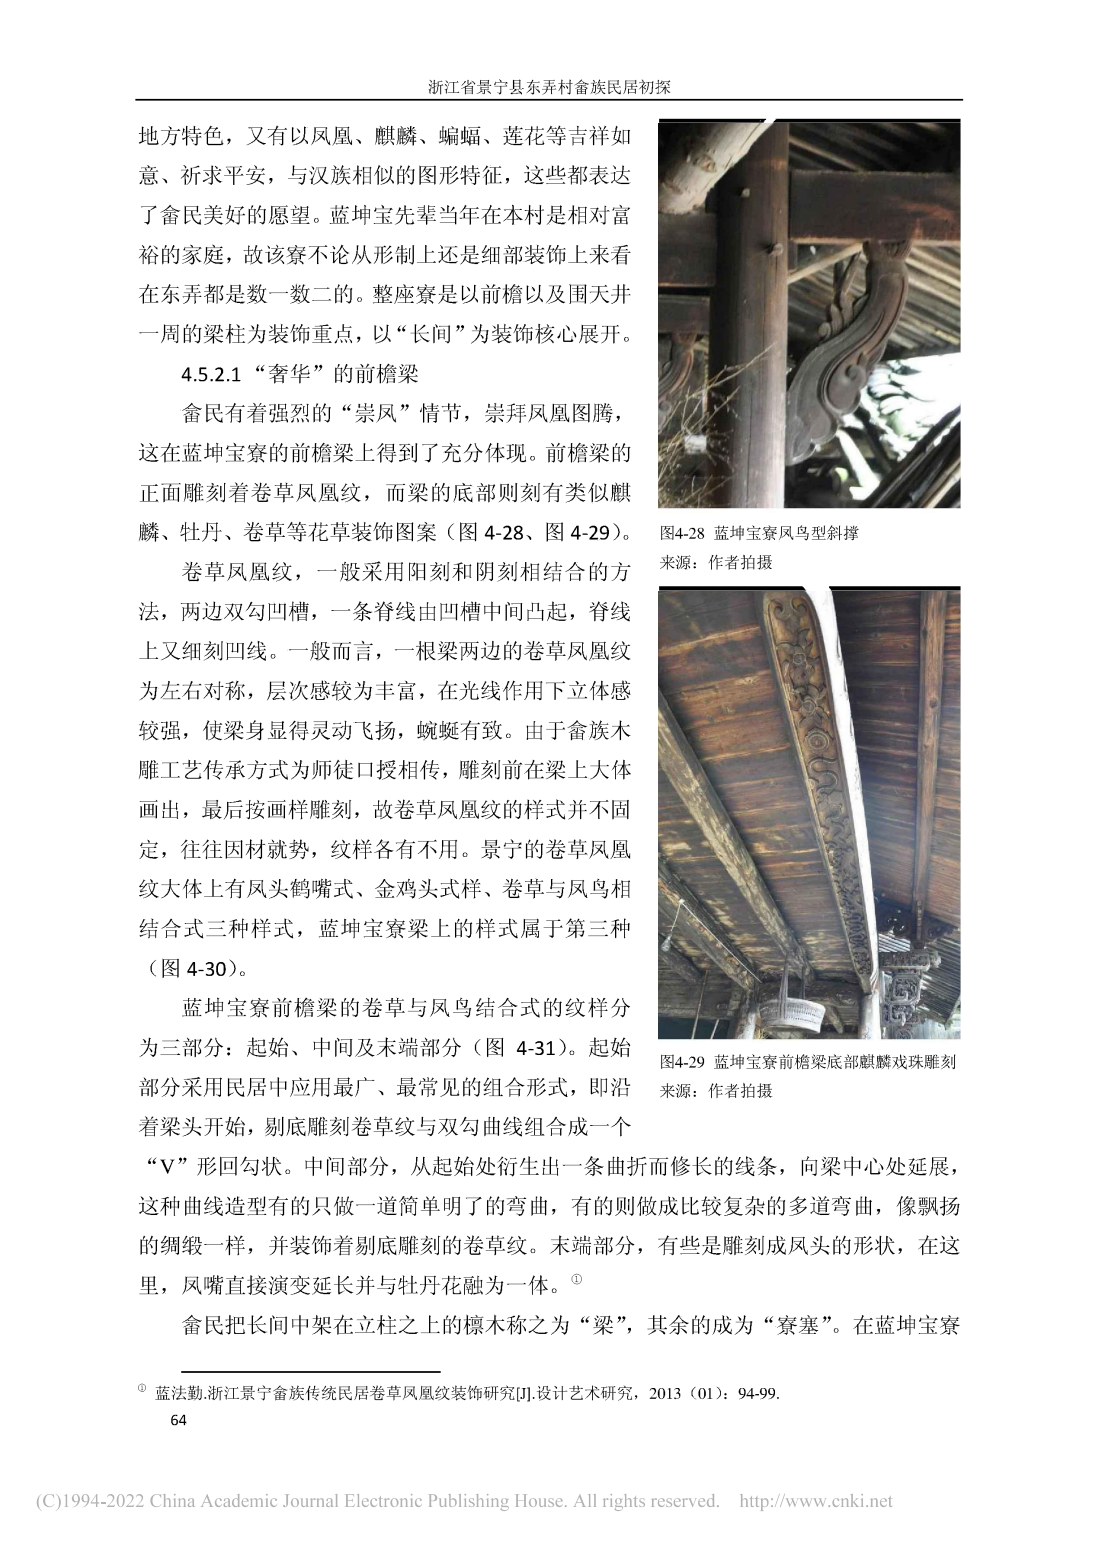 浙江省景宁县东弄村畲族民居初探
地方特色，又有以凤凰、麒麟、蝙蝠、莲花等吉祥如
意、祈求平安，与汉族相似的图形特征，这些都表达
了畲民美好的愿望。蓝坤宝先辈当年在本村是相对富
裕的家庭，故该寮不论从形制上还是细部装饰上来看
在东弄都是数一数二的。整座寮是以前檐以及围天井
一周的梁柱为装饰重点，以“长间”为装饰核心展开。
4.5.2.1 “奢华”的前檐梁
畲民有着强烈的“崇凤”情节，崇拜凤凰图腾，
这在蓝坤宝寮的前檐梁上得到了充分体现。前檐梁的
正面雕刻着卷草凤凰纹，而梁的底部则刻有类似麒
麟、牡丹、卷草等花草装饰图案（图 4-28、图 4-29）。
卷草凤凰纹，一般采用阳刻和阴刻相结合的方
法，两边双勾凹槽，一条脊线由凹槽中间凸起，脊线
上又细刻凹线。一般而言，一根梁两边的卷草凤凰纹
为左右对称，层次感较为丰富，在光线作用下立体感
较强，使梁身显得灵动飞扬，蜿蜒有致。由于畲族木
雕工艺传承方式为师徒口授相传，雕刻前在梁上大体
画出，最后按画样雕刻，故卷草凤凰纹的样式并不固
定，往往因材就势，纹样各有不用。景宁的卷草凤凰
纹大体上有凤头鹤嘴式、金鸡头式样、卷草与凤鸟相
结合式三种样式，蓝坤宝寮梁上的样式属于第三种
（图 4-30）。
蓝坤宝寮前檐梁的卷草与凤鸟结合式的纹样分
为三部分：起始、中间及末端部分（图 4-31）。起始
部分采用民居中应用最广、最常见的组合形式，即沿
着梁头开始，剔底雕刻卷草纹与双勾曲线组合成一个
“V”形回勾状。中间部分，从起始处衍生出一条曲折而修长的线条，向梁中心处延展，
这种曲线造型有的只做一道简单明了的弯曲，有的则做成比较复杂的多道弯曲，像飘扬
的绸缎一样，并装饰着剔底雕刻的卷草纹。末端部分，有些是雕刻成凤头的形状，在这
里，凤嘴直接演变延长并与牡丹花融为一体。①
畲民把长间中架在立柱之上的檩木称之为“梁”，其余的成为“寮塞”。在蓝坤宝寮
图4-28 蓝坤宝寮凤鸟型斜撑
来源：作者拍摄
图4-29 蓝坤宝寮前檐梁底部麒麟戏珠雕刻
来源：作者拍摄
① 蓝法勤.浙江景宁畲族传统民居卷草凤凰纹装饰研究[J].设计艺术研究，2013（01）：94-99.
64
(C)1994-2022 China Academic Journal Electronic Publishing House. All rights reserved. http://www.cnki.net